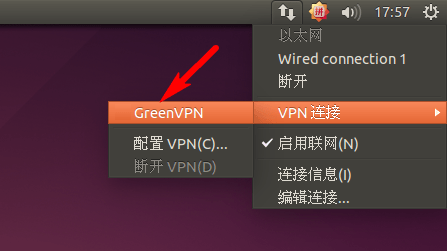 拼 17:57
以太网
Wired connection 1
断开
VPN 连接
GreenVPN
配置 VPN(C)...
断开 VPN(D)
启用联网(N)
连接信息(I)
编辑连接...